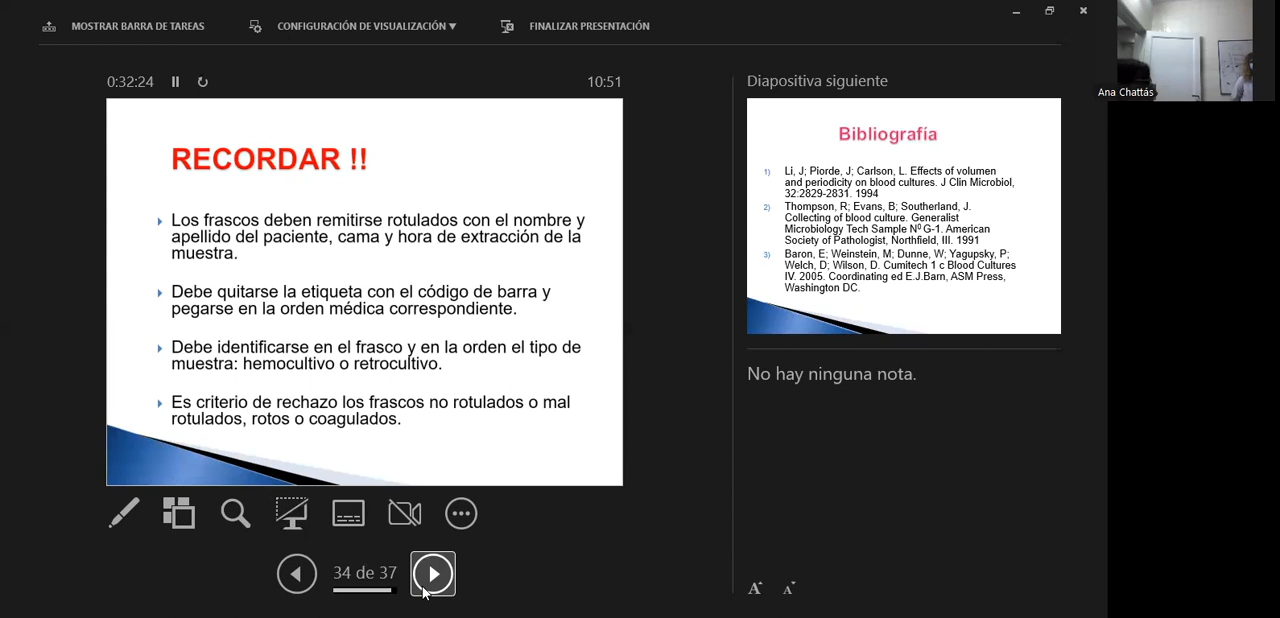 MOSTRAR BARRA DE TAREAS
CONFIGURACIÓN DE VISUALIZACIÓN ▼
FINALIZAR PRESENTACIÓN
Ana Chattás
0:32:24
10:51
RECORDAR !!
Los frascos deben remitirse rotulados con el nombre y
apellido del paciente, cama y hora de extracción de la
muestra.
Debe quitarse la etiqueta con el código de barra y
pegarse en la orden médica correspondiente.
Debe identificarse en el frasco y en la orden el tipo de
muestra: hemocultivo o retrocultivo.
Es criterio de rechazo los frascos no rotulados o mal
rotulados, rotos o coagulados.
34 de 37
Diapositiva siguiente
Bibliografía
1) Li, J; Piorde, J; Carlson, L. Effects of volumen
and periodicity on blood cultures. J Clin Microbiol,
32:2829-2831. 1994
2) Thompson, R; Evans, B; Southerland, J.
Collecting of blood culture. Generalist
Microbiology Tech Sample Nº G-1. American
Society of Pathologist, Northfield, III. 1991
3) Baron, E; Weinstein, M; Dunne, W; Yagupsky, P;
Welch, D; Wilson, D. Cumitech 1 c Blood Cultures
IV. 2005. Coordinating ed E.J.Barn, ASM Press,
Washington DC.
No hay ninguna nota.
A A